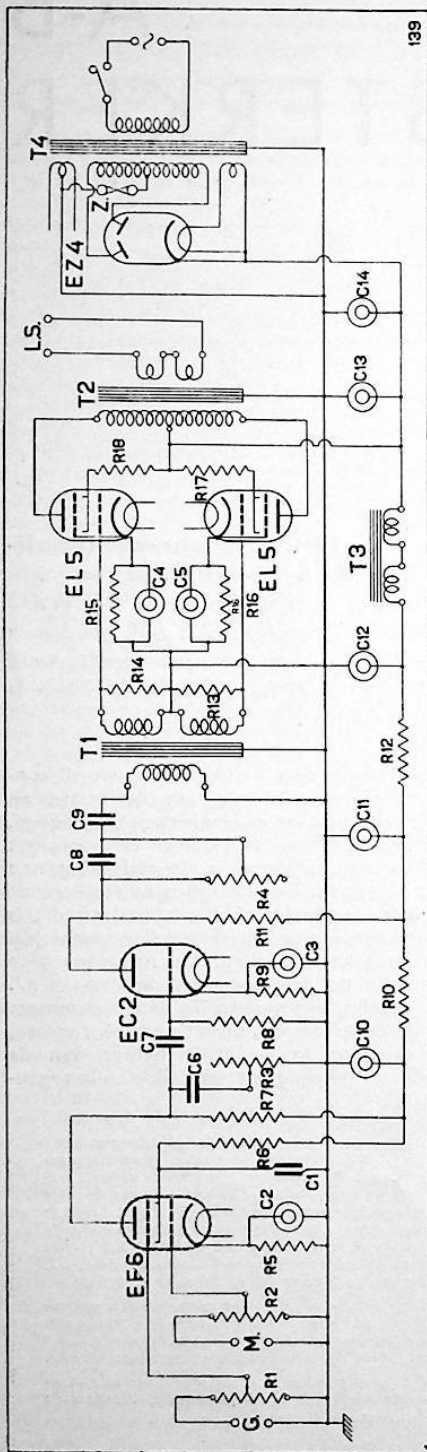 G.
R1
M.
R2
EF6
R5
C2
C1
R6
R7
C6
R3
C7
R8
EC2
R9
C3
R11
R4
C8
C9
C10
R10
C11
R12
T1
R14
R13
R15
C4
C5
R16
R16
EL5
EL5
R18
R17
C12
T3
T2
L.S.
C13
C14
EZ4
Z.
T4
~
139